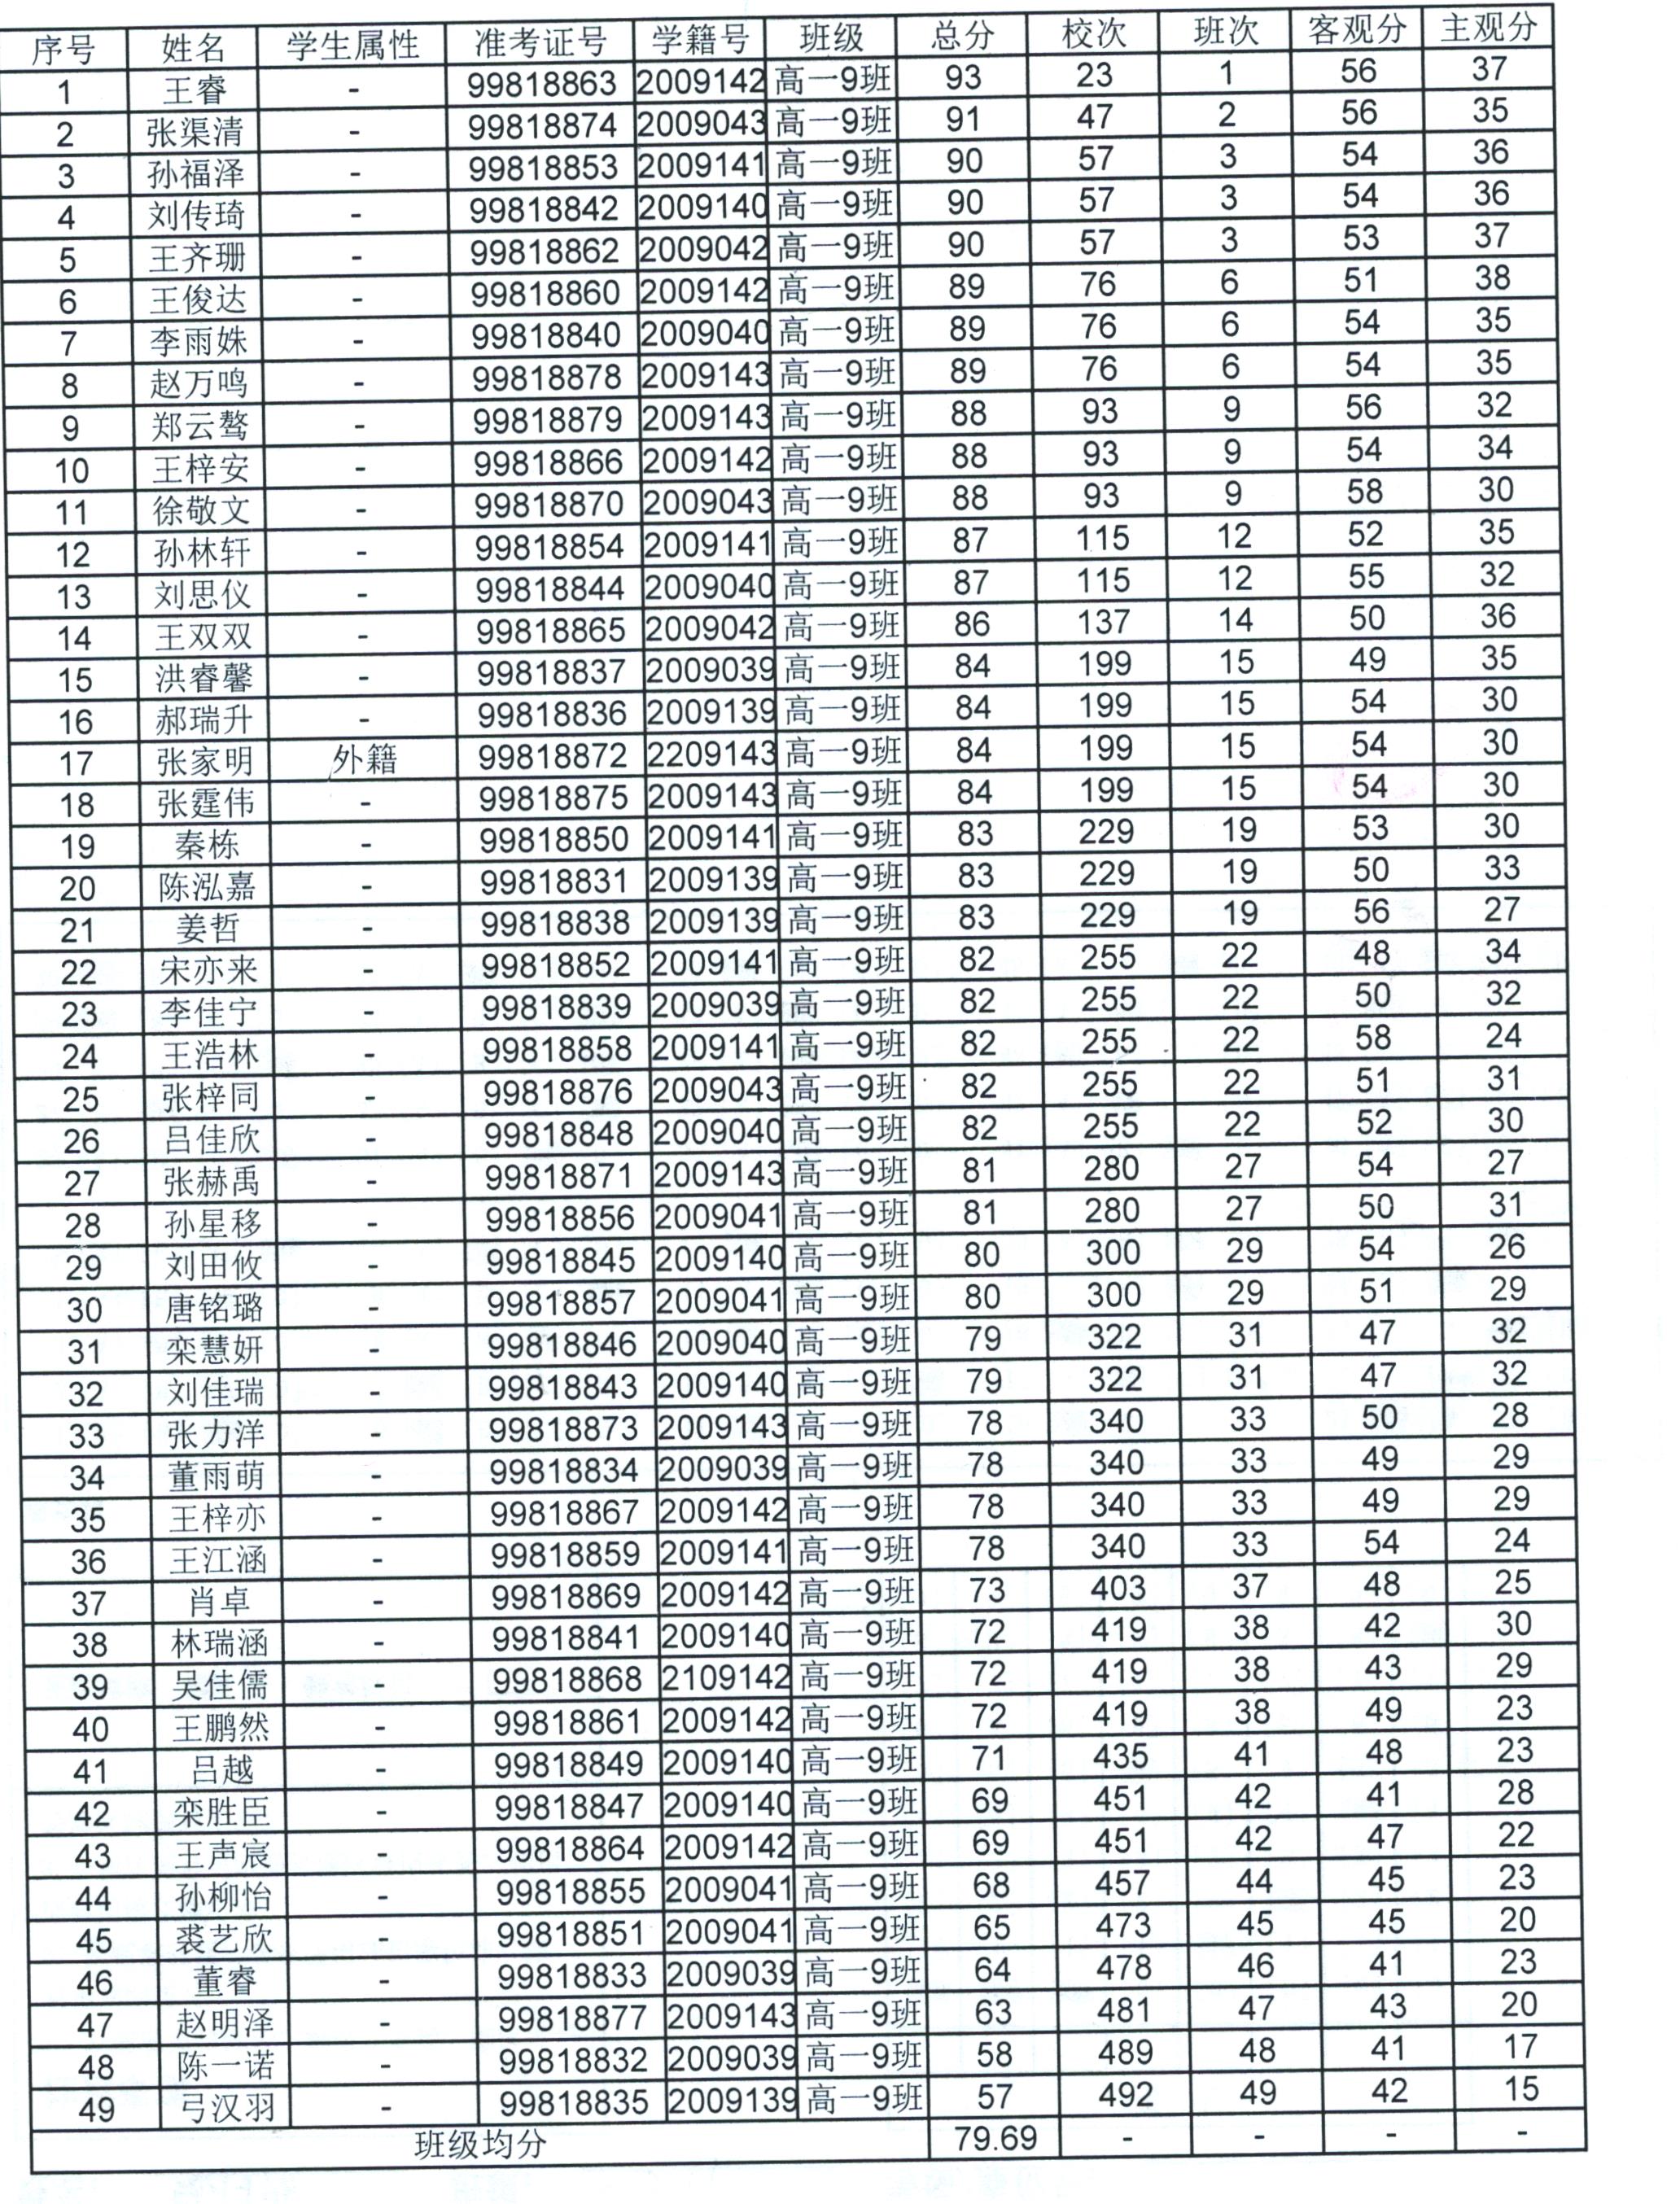 序号 姓名 学生属性 准考证号 学籍号 班级 总分 校次 班次 客观分 主观分
1 王睿 - 99818863 2009142 高一9班 93 23 1 56 37
2 张渠清 - 99818874 2009043 高一9班 91 47 2 56 35
3 孙福泽 - 99818853 2009141 高一9班 90 57 3 54 36
4 刘传琦 - 99818842 2009140 高一9班 90 57 3 54 36
5 王齐珊 - 99818862 2009042 高一9班 90 57 3 53 37
6 王俊达 - 99818860 2009142 高一9班 89 76 6 51 38
7 李雨姝 - 99818840 2009040 高一9班 89 76 6 54 35
8 赵万鸣 - 99818878 2009143 高一9班 89 76 6 54 35
9 郑云骜 - 99818879 2009143 高一9班 88 93 9 56 32
10 王梓安 - 99818866 2009142 高一9班 88 93 9 54 34
11 徐敬文 - 99818870 2009043 高一9班 88 93 9 58 30
12 孙林轩 - 99818854 2009141 高一9班 87 115 12 52 35
13 刘思仪 - 99818844 2009040 高一9班 87 115 12 55 32
14 王双双 - 99818865 2009042 高一9班 86 137 14 50 36
15 洪睿馨 - 99818837 2009039 高一9班 84 199 15 49 35
16 郝瑞升 - 99818836 2009139 高一9班 84 199 15 54 30
17 张家明 外籍 99818872 2209143 高一9班 84 199 15 54 30
18 张霆伟 - 99818875 2009143 高一9班 84 199 15 54 30
19 秦栋 - 99818850 2009141 高一9班 83 229 19 53 30
20 陈泓嘉 - 99818831 2009139 高一9班 83 229 19 50 33
21 姜哲 - 99818838 2009139 高一9班 83 229 19 56 27
22 宋亦来 - 99818852 2009141 高一9班 82 255 22 48 34
23 李佳宁 - 99818839 2009039 高一9班 82 255 22 50 32
24 王浩林 - 99818858 2009141 高一9班 82 255 22 58 24
25 张梓同 - 99818876 2009043 高一9班 82 255 22 51 31
26 吕佳欣 - 99818848 2009040 高一9班 82 255 22 52 30
27 张赫禹 - 99818871 2009143 高一9班 81 280 27 54 27
28 孙星移 - 99818856 2009041 高一9班 81 280 27 50 31
29 刘田攸 - 99818845 2009140 高一9班 80 300 29 54 26
30 唐铭璐 - 99818857 2009041 高一9班 80 300 29 51 29
31 栾慧妍 - 99818846 2009040 高一9班 79 322 31 47 32
32 刘佳瑞 - 99818843 2009140 高一9班 79 322 31 47 32
33 张力洋 - 99818873 2009143 高一9班 78 340 33 50 28
34 董雨萌 - 99818834 2009039 高一9班 78 340 33 49 29
35 王梓亦 - 99818867 2009142 高一9班 78 340 33 49 29
36 王江涵 - 99818859 2009141 高一9班 78 340 33 54 24
37 肖卓 - 99818869 2009142 高一9班 73 403 37 48 25
38 林瑞涵 - 99818841 2009140 高一9班 72 419 38 42 30
39 吴佳儒 - 99818868 2109142 高一9班 72 419 38 43 29
40 王鹏然 - 99818861 2009142 高一9班 72 419 38 49 23
41 吕越 - 99818849 2009140 高一9班 71 435 41 48 23
42 栾胜臣 - 99818847 2009140 高一9班 69 451 42 41 28
43 王声宸 - 99818864 2009142 高一9班 69 451 42 47 22
44 孙柳怡 - 99818855 2009041 高一9班 68 457 44 45 23
45 裘艺欣 - 99818851 2009041 高一9班 65 473 45 45 20
46 董睿 - 99818833 2009039 高一9班 64 478 46 41 23
47 赵明泽 - 99818877 2009143 高一9班 63 481 47 43 20
48 陈一诺 - 99818832 2009039 高一9班 58 489 48 41 17
49 弓汉羽 - 99818835 2009139 高一9班 57 492 49 42 15
班级均分 79.69 - - - -